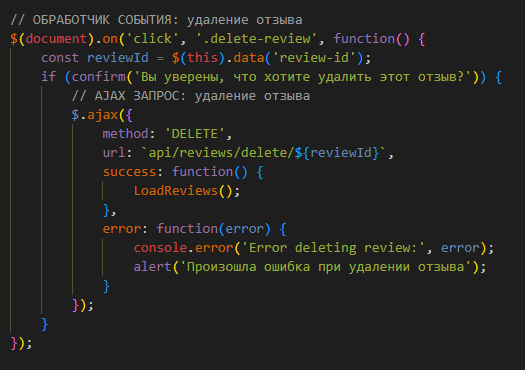 // ОБРАБОТЧИК СОБЫТИЯ: удаление отзыва
$(document).on('click', '.delete-review', function() {
    const reviewId = $(this).data('review-id');
    if (confirm('Вы уверены, что хотите удалить этот отзыв?')) {
        // AJAX ЗАПРОС: удаление отзыва
        $.ajax({
            method: 'DELETE',
            url: `api/reviews/delete/${reviewId}`,
            success: function() {
                LoadReviews();
            },
            error: function(error) {
                console.error('Error deleting review:', error);
                alert('Произошла ошибка при удалении отзыва');
            }
        });
    }
});